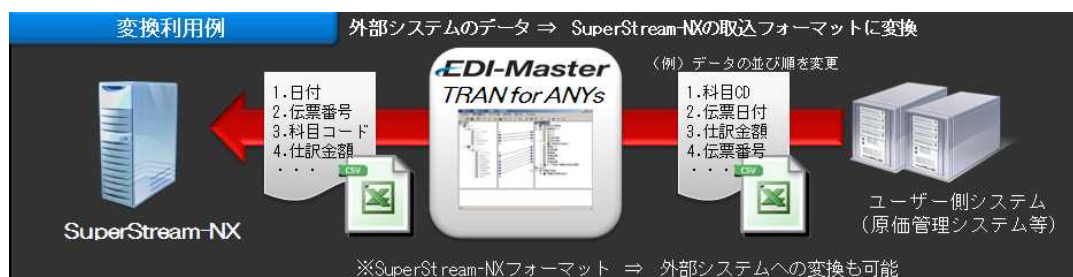 変換利用例
外部システムのデータ ⇒ SuperStream-NXの取込フォーマットに変換
EDI-Master
TRAN for ANYs
(例) データの並び順を変更
1.日付
2.伝票番号
3.科目コード
4.仕訳金額
・・・
CSV
1.科目CD
2.伝票日付
3.仕訳金額
4.伝票番号
・・・
CSV
SuperStream-NX
ユーザー側システム
(原価管理システム等)
※SuperStream-NXフォーマット ⇒ 外部システムへの変換も可能